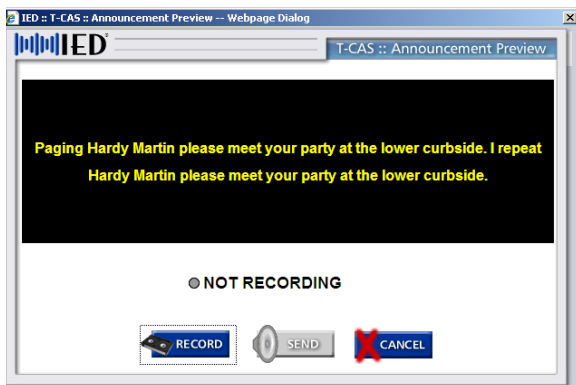 IED :: T-CAS :: Announcement Preview -- Webpage Dialog
IED®
T-CAS :: Announcement Preview
Paging Hardy Martin please meet your party at the lower curbside. I repeat
Hardy Martin please meet your party at the lower curbside.
NOT RECORDING
RECORD
SEND
CANCEL